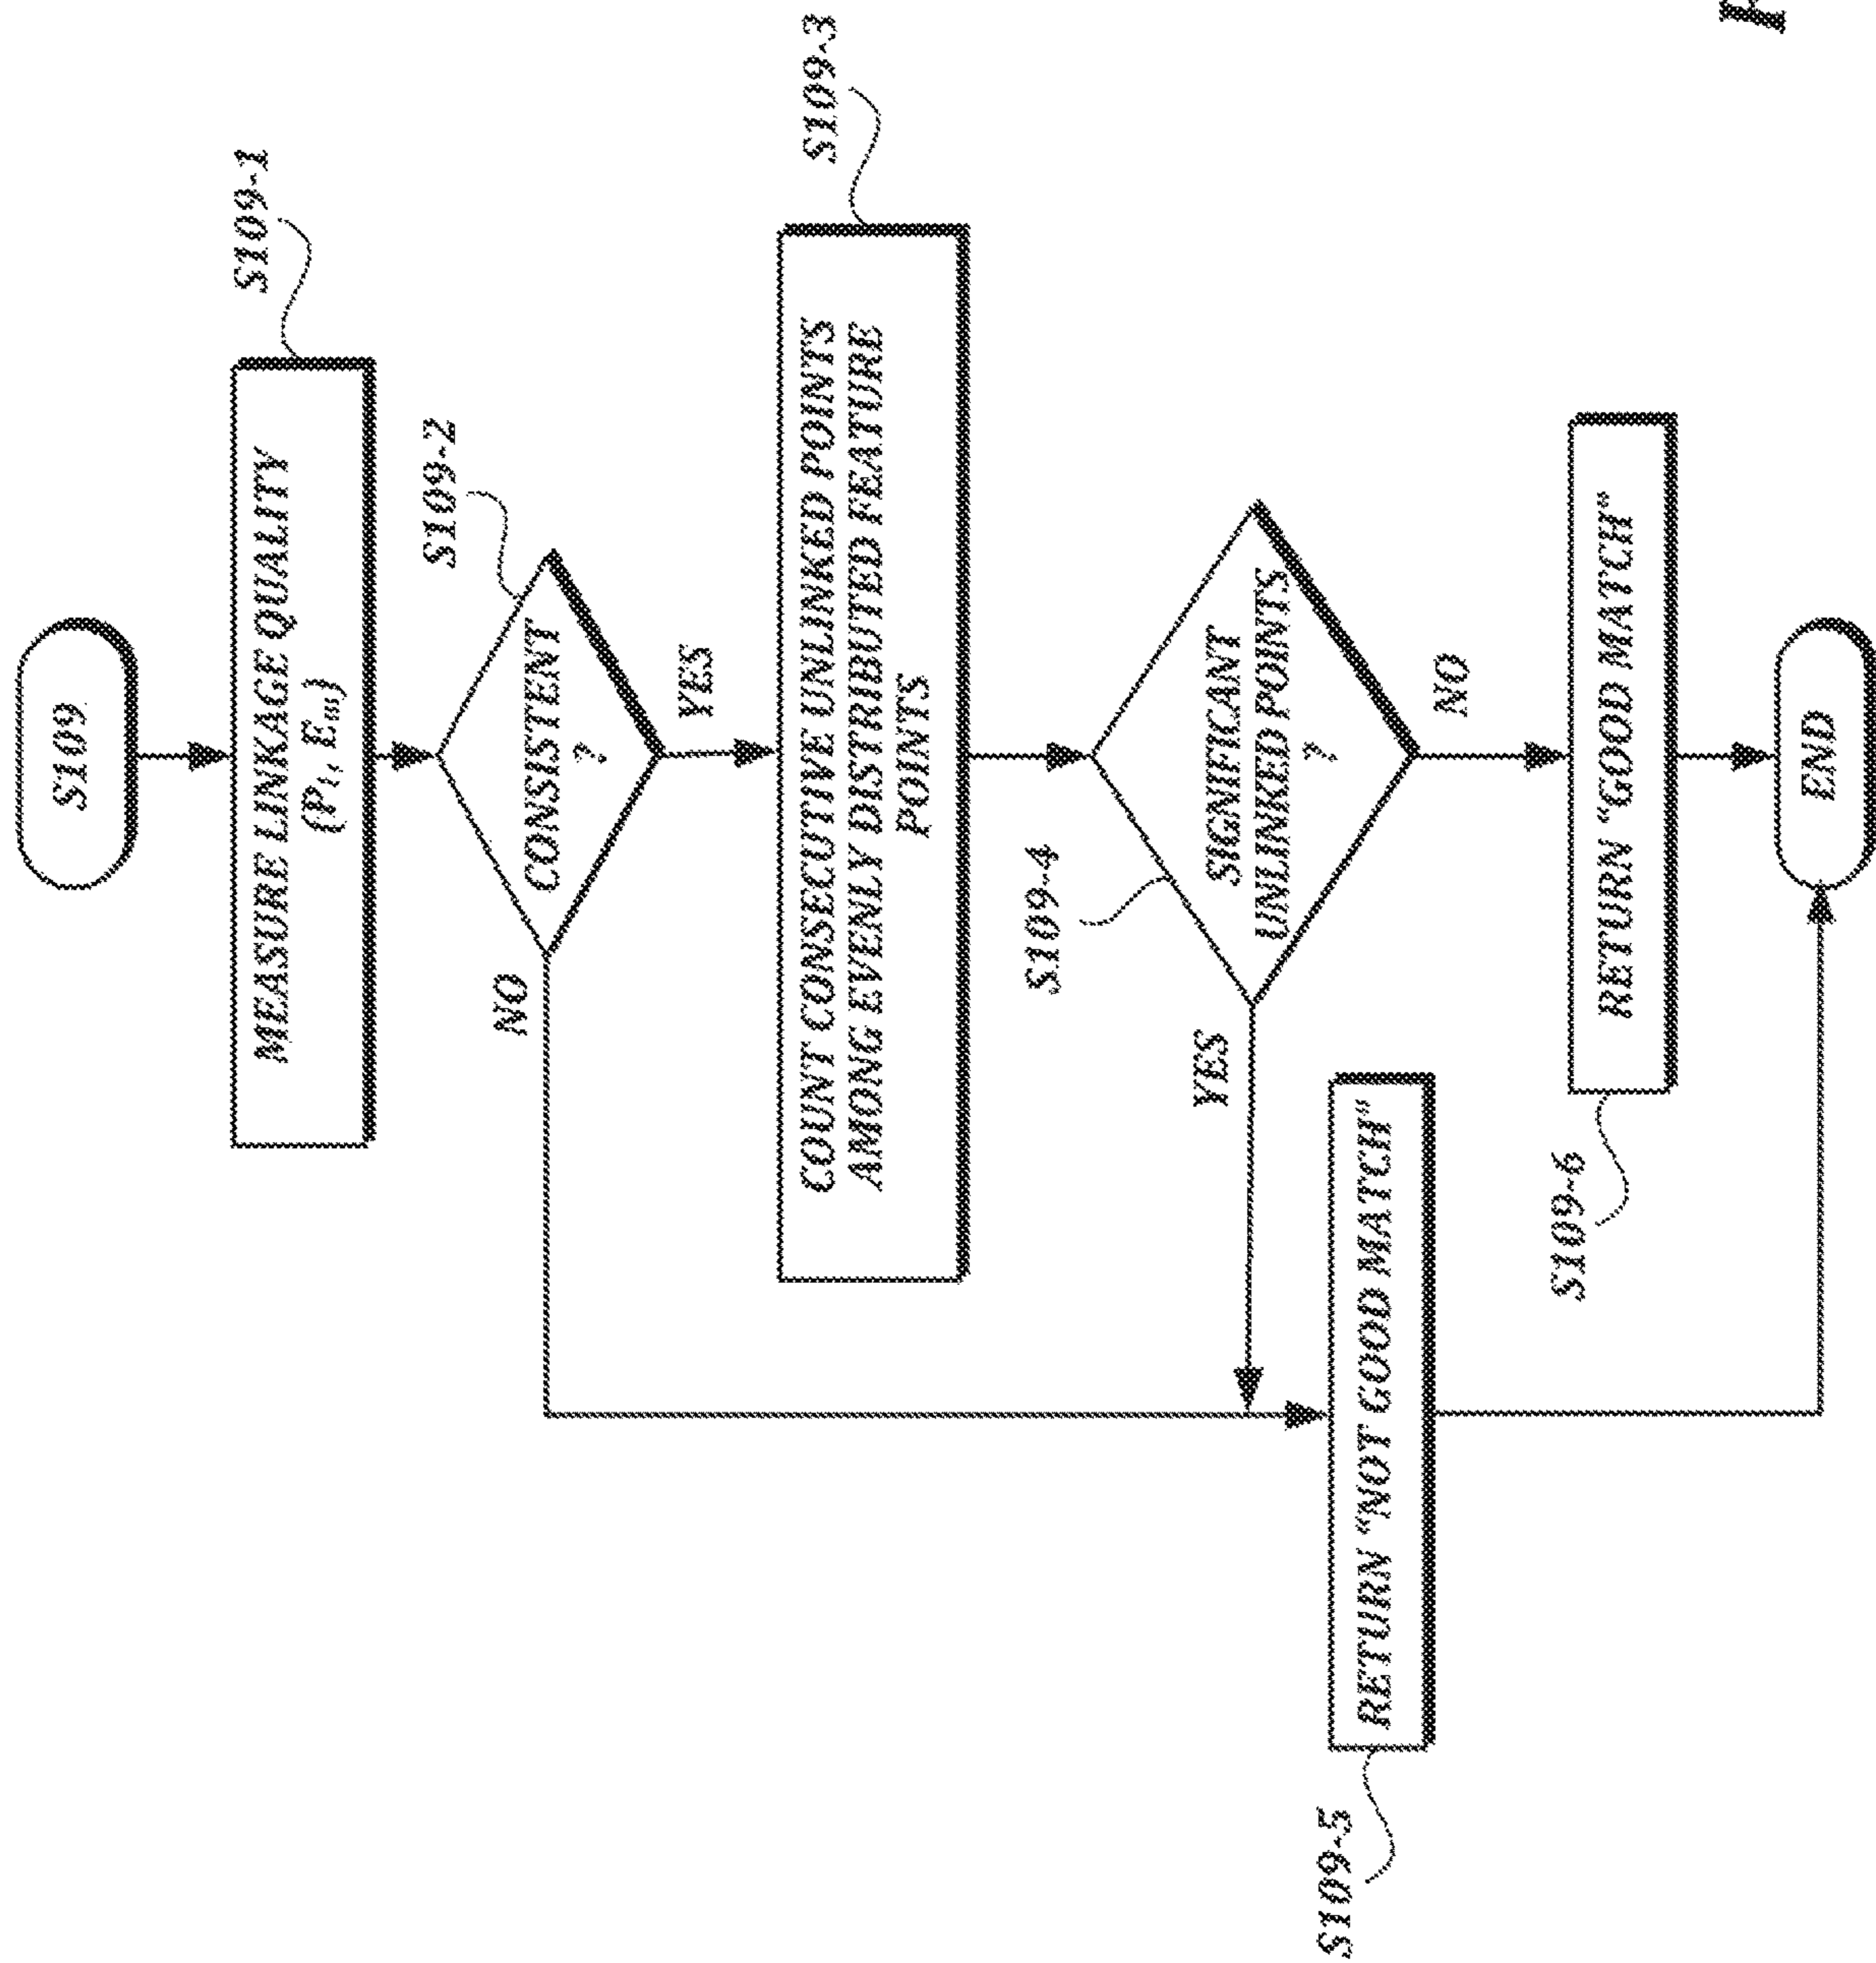 S109
MEASURE LINKAGE QUALITY
(P₁, Eₘ)
S109-1
CONSISTENT
?
S109-2
NO
YES
COUNT CONSECUTIVE UNLINKED POINTS
AMONG EVENLY DISTRIBUTED FEATURE
POINTS
S109-3
SIGNIFICANT
UNLINKED POINTS
?
S109-4
YES
NO
RETURN "NOT GOOD MATCH"
S109-5
RETURN "GOOD MATCH"
S109-6
END